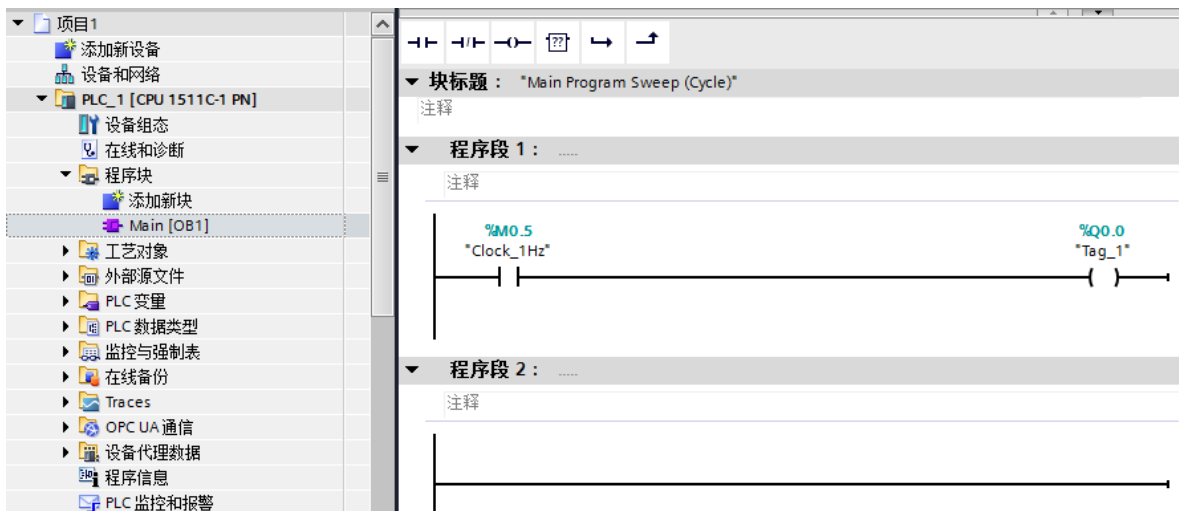 项目1
添加新设备
设备和网络
PLC_1 [CPU 1511C-1 PN]
设备组态
在线和诊断
程序块
添加新块
Main [OB1]
工艺对象
外部源文件
PLC 变量
PLC 数据类型
监控与强制表
在线备份
Traces
OPC UA 通信
设备代理数据
程序信息
PLC 监控和报警
??
块标题： "Main Program Sweep (Cycle)"
注释
程序段 1： .....
注释
%M0.5 %Q0.0
"Clock_1Hz" "Tag_1"
程序段 2： .....
注释